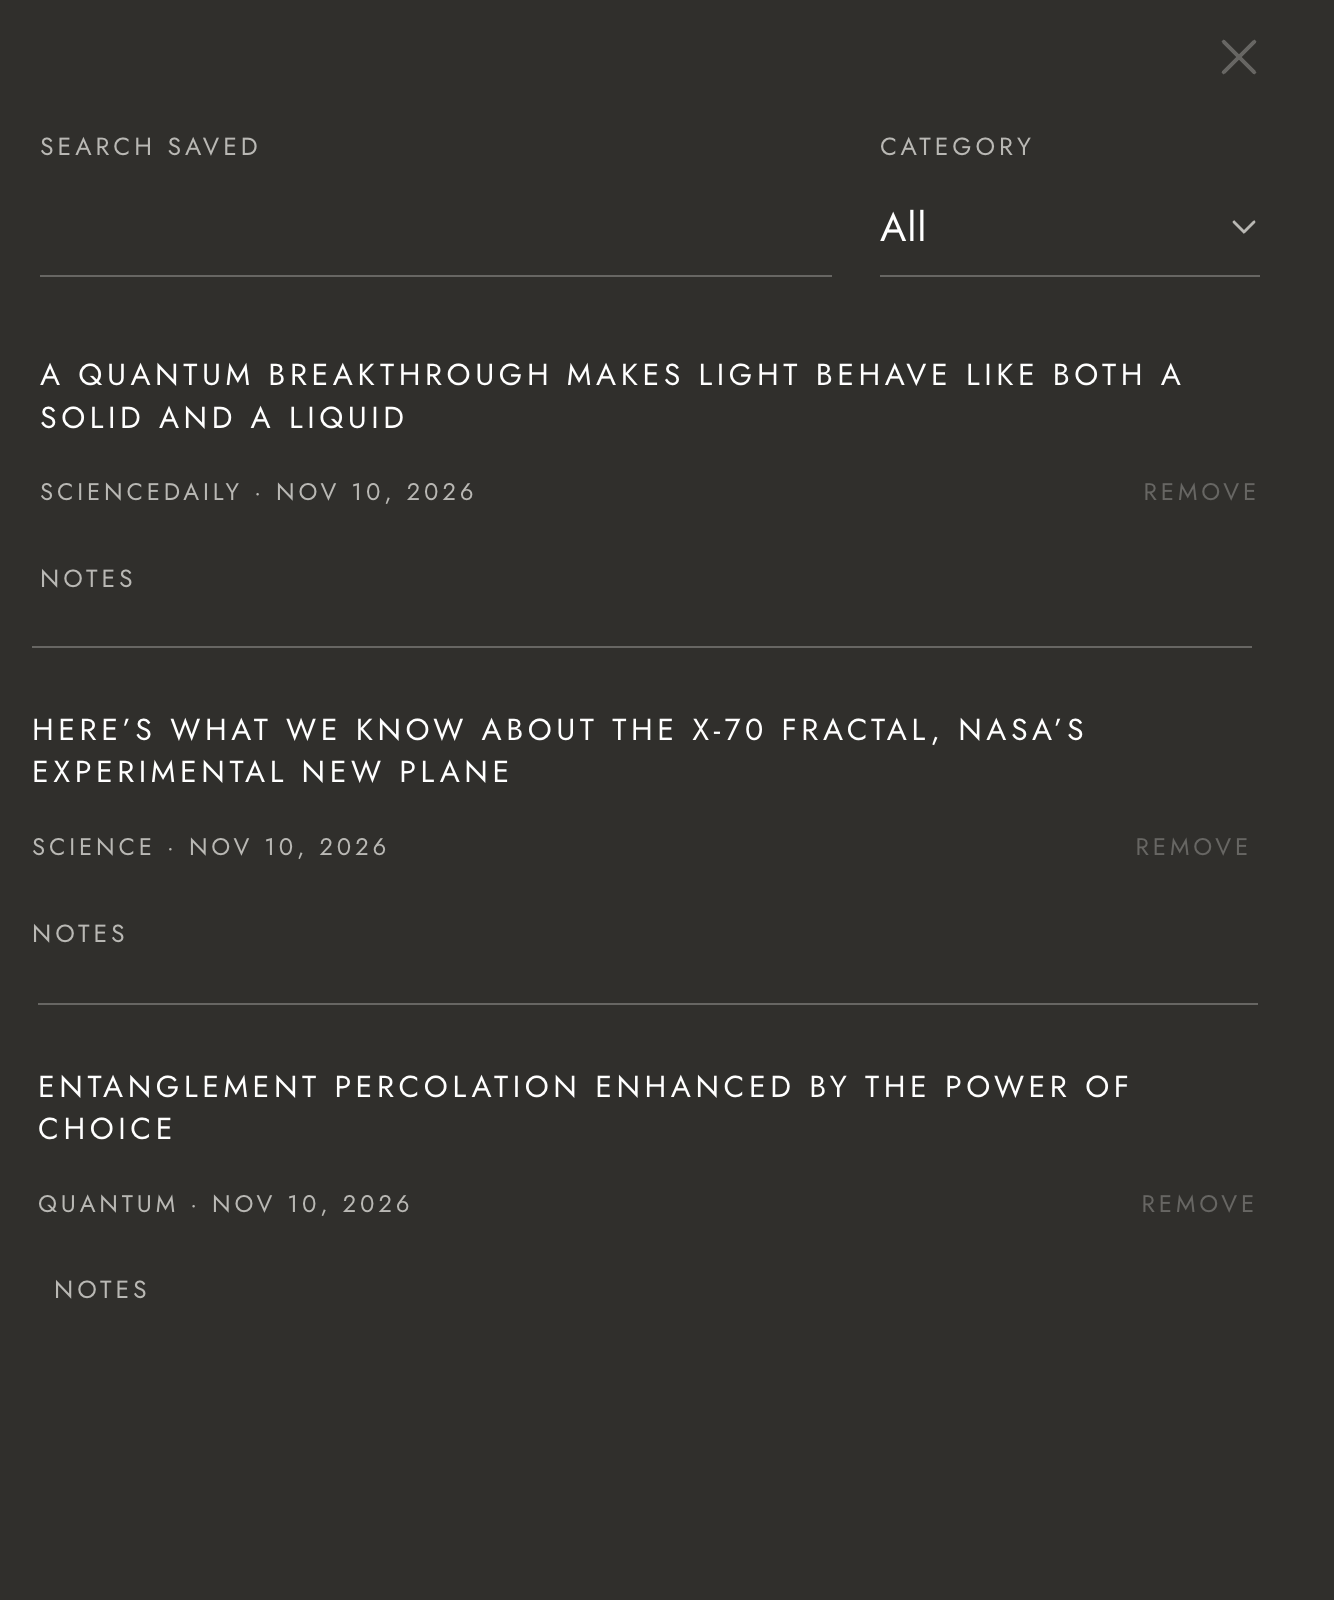 SEARCH SAVED
CATEGORY
All
A QUANTUM BREAKTHROUGH MAKES LIGHT BEHAVE LIKE BOTH A
SOLID AND A LIQUID
SCIENCEDAILY · NOV 10, 2026
REMOVE
NOTES
HERE’S WHAT WE KNOW ABOUT THE X-70 FRACTAL, NASA’S
EXPERIMENTAL NEW PLANE
SCIENCE · NOV 10, 2026
REMOVE
NOTES
ENTANGLEMENT PERCOLATION ENHANCED BY THE POWER OF
CHOICE
QUANTUM · NOV 10, 2026
REMOVE
NOTES